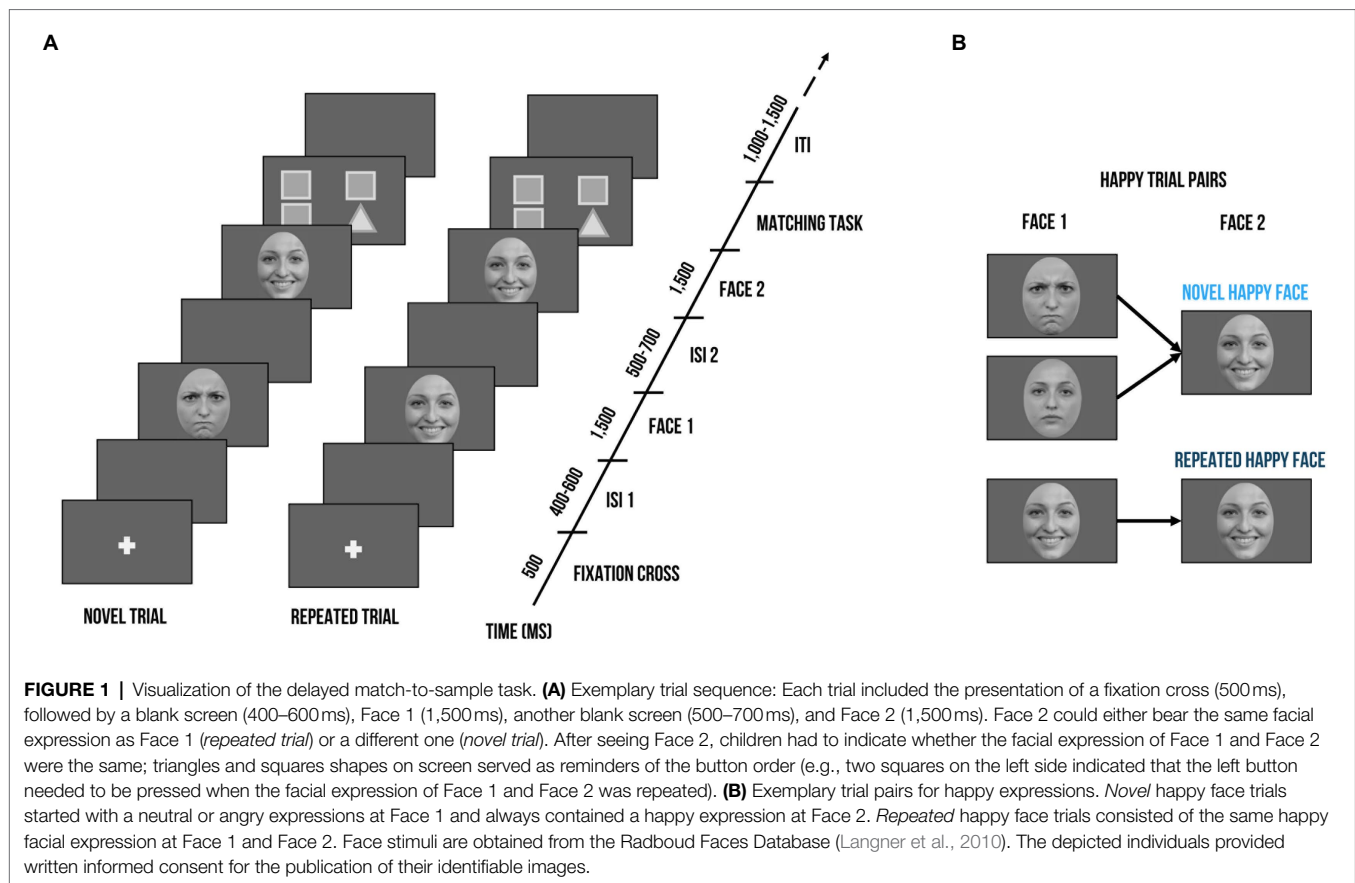 A
B
1,000-1,500
ITI
MATCHING TASK
1,500
FACE 2
500-700
ISI 2
1,500
FACE 1
400-600
ISI 1
500
FIXATION CROSS
TIME (MS)
NOVEL TRIAL
REPEATED TRIAL
HAPPY TRIAL PAIRS
FACE 1
FACE 2
NOVEL HAPPY FACE
REPEATED HAPPY FACE
FIGURE 1 | Visualization of the delayed match-to-sample task. (A) Exemplary trial sequence: Each trial included the presentation of a fixation cross (500 ms),
followed by a blank screen (400–600 ms), Face 1 (1,500 ms), another blank screen (500–700 ms), and Face 2 (1,500 ms). Face 2 could either bear the same facial
expression as Face 1 (repeated trial) or a different one (novel trial). After seeing Face 2, children had to indicate whether the facial expression of Face 1 and Face 2
were the same; triangles and squares shapes on screen served as reminders of the button order (e.g., two squares on the left side indicated that the left button
needed to be pressed when the facial expression of Face 1 and Face 2 was repeated). (B) Exemplary trial pairs for happy expressions. Novel happy face trials
started with a neutral or angry expressions at Face 1 and always contained a happy expression at Face 2. Repeated happy face trials consisted of the same happy
facial expression at Face 1 and Face 2. Face stimuli are obtained from the Radboud Faces Database (Langner et al., 2010). The depicted individuals provided
written informed consent for the publication of their identifiable images.